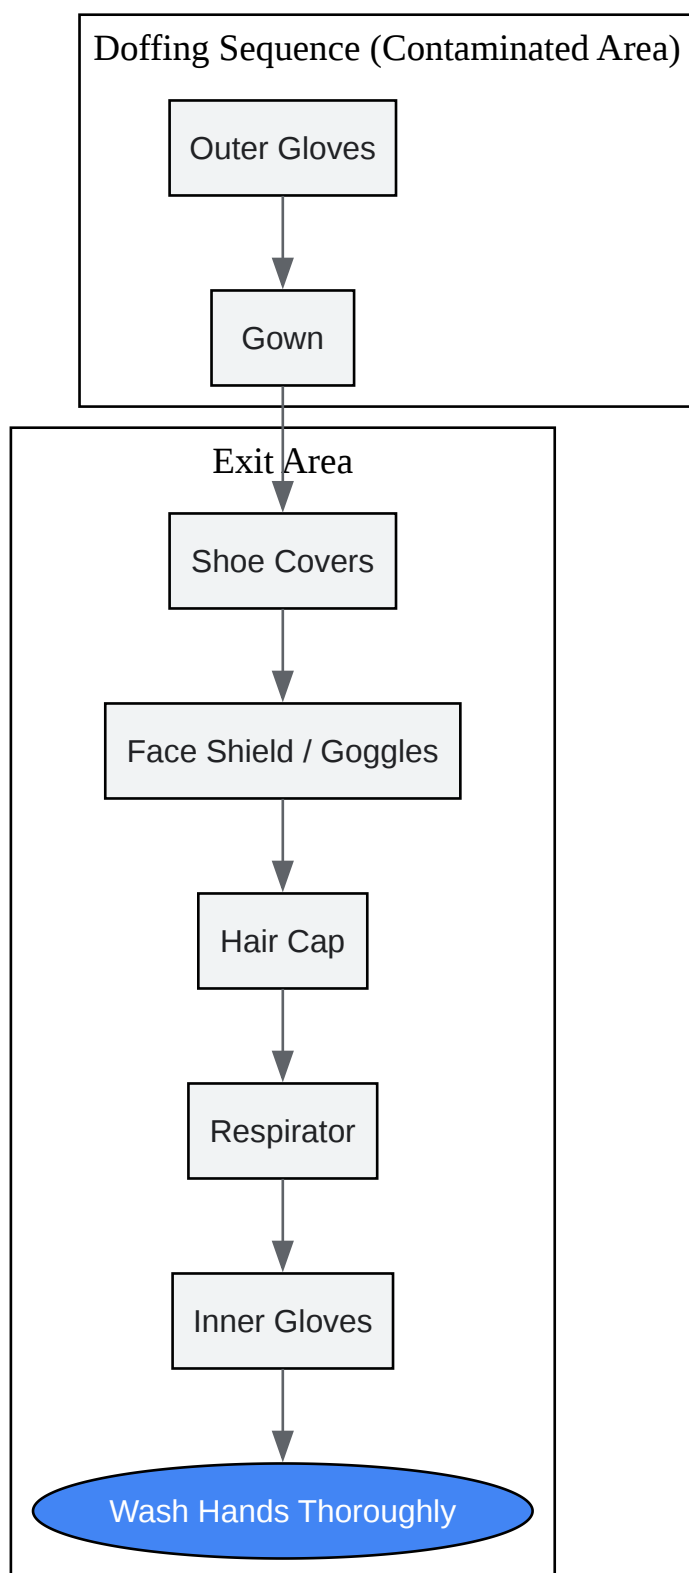 Doffing Sequence (Contaminated Area)
Outer Gloves
Gown
Exit Area
Shoe Covers
Face Shield / Goggles
Hair Cap
Respirator
Inner Gloves
Wash Hands Thoroughly